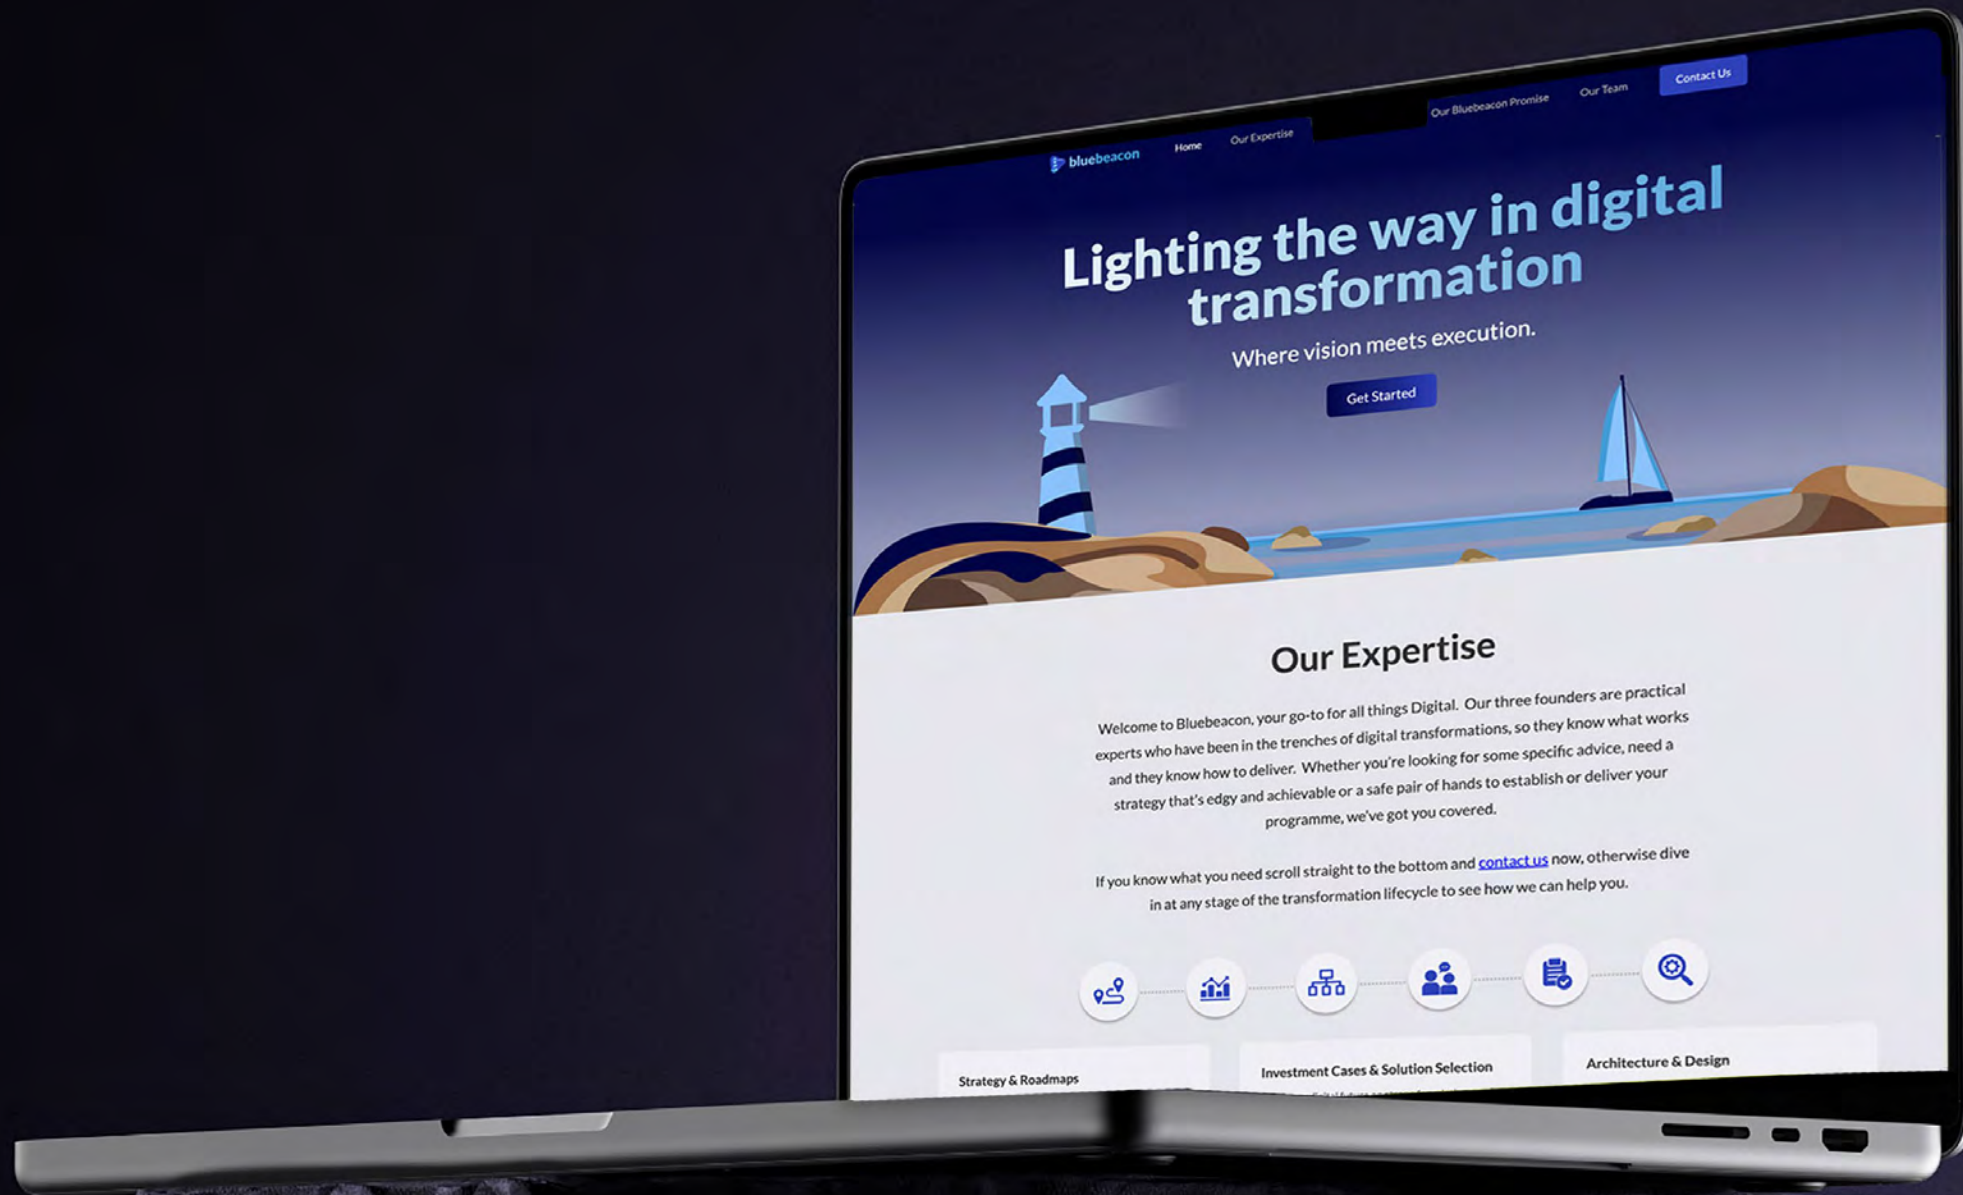 bluebeacon
Home
Our Expertise
Our Bluebeacon Promise
Our Team
Contact Us
Lighting the way in digital
transformation
Where vision meets execution.
Get Started
Our Expertise
Welcome to Bluebeacon, your go-to for all things Digital. Our three founders are practical
experts who have been in the trenches of digital transformations, so they know what works
and they know how to deliver. Whether you're looking for some specific advice, need a
strategy that's edgy and achievable or a safe pair of hands to establish or deliver your
programme, we've got you covered.
If you know what you need scroll straight to the bottom and contact us now, otherwise dive
in at any stage of the transformation lifecycle to see how we can help you.
Strategy & Roadmaps
Investment Cases & Solution Selection
Architecture & Design